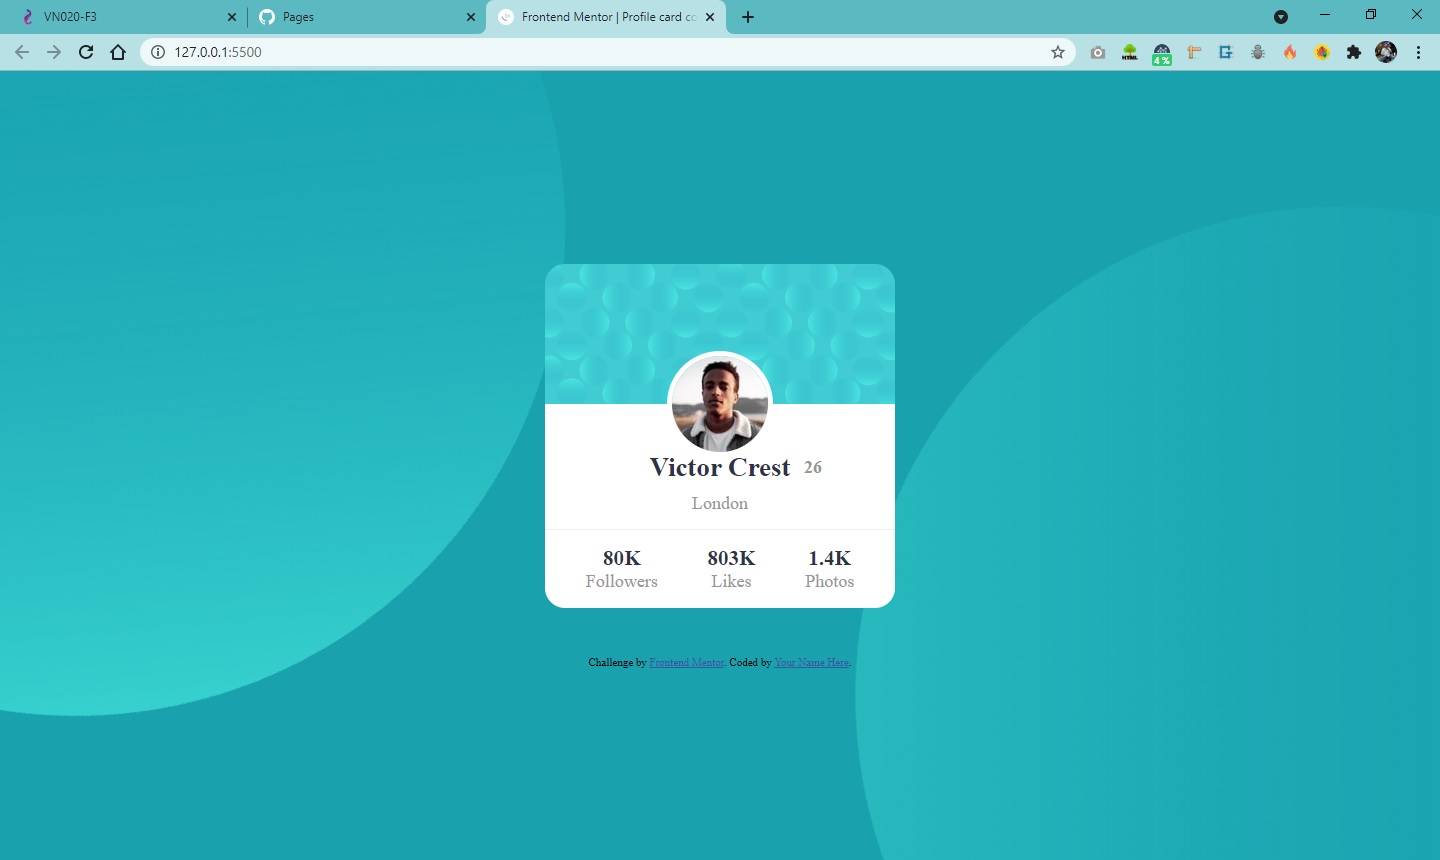 VN020-F3
Pages
Frontend Mentor | Profile card co
127.0.0.1:5500
HTML
4 %
Victor Crest 26
London
80K 803K 1.4K
Followers Likes Photos
Challenge by Frontend Mentor. Coded by Your Name Here.